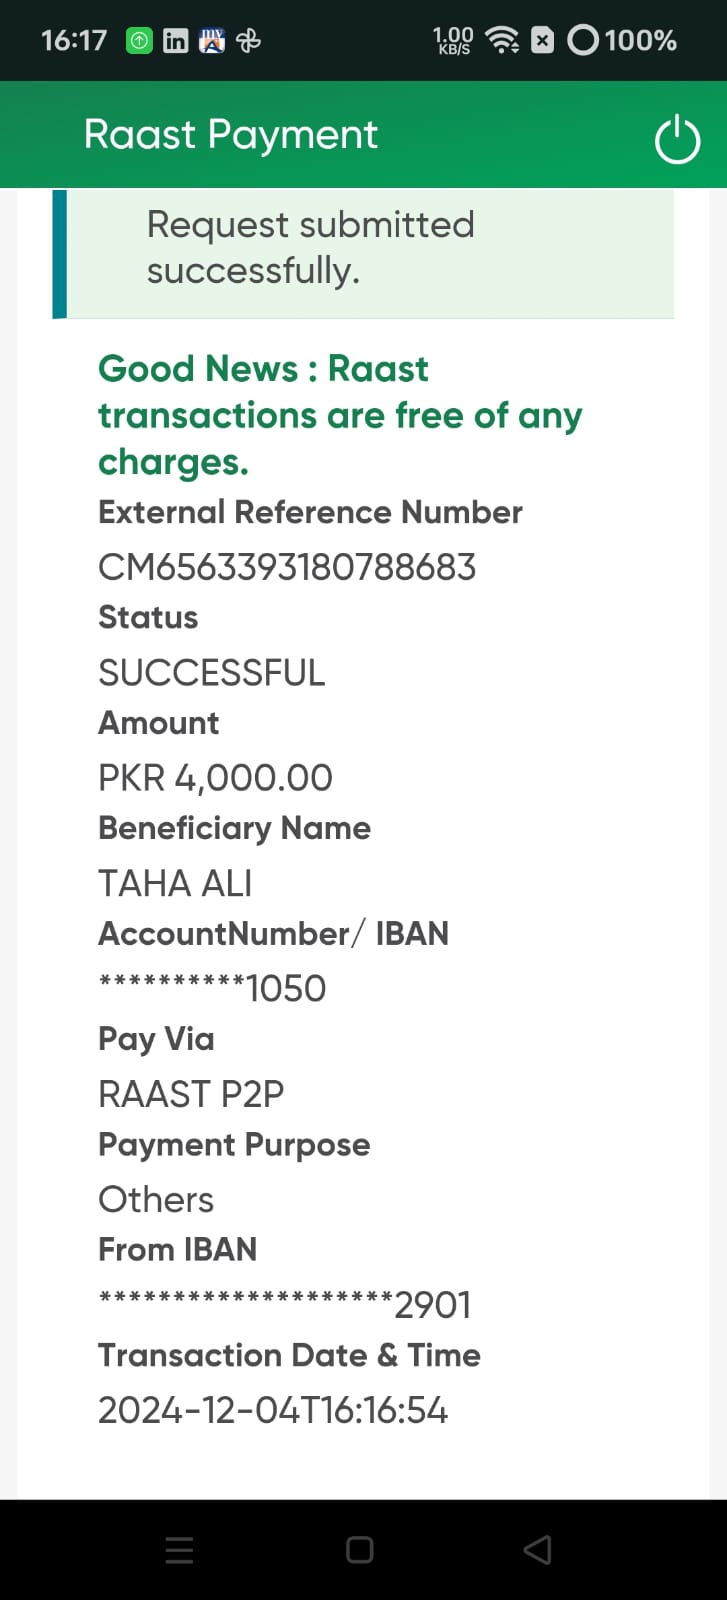 16:17
1.00
KB/S
100%
Raast Payment
Request submitted
successfully.
Good News : Raast
transactions are free of any
charges.
External Reference Number
CM6563393180788683
Status
SUCCESSFUL
Amount
PKR 4,000.00
Beneficiary Name
TAHA ALI
AccountNumber/ IBAN
**********1050
Pay Via
RAAST P2P
Payment Purpose
Others
From IBAN
********************2901
Transaction Date & Time
2024-12-04T16:16:54